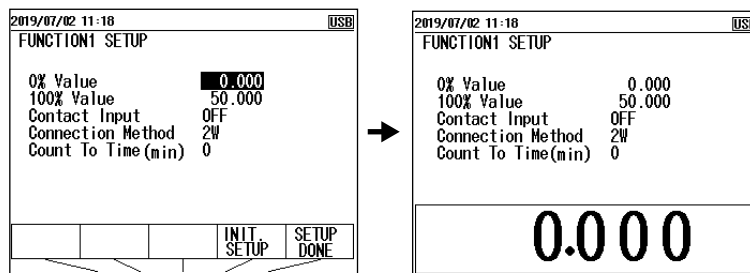 2019/07/02 11:18 USB
FUNCTION1 SETUP
0% Value 0.000
100% Value 50.000
Contact Input OFF
Connection Method 2W
Count To Time(min) 0
INIT. SETUP
SETUP DONE
2019/07/02 11:18 USB
FUNCTION1 SETUP
0% Value 0.000
100% Value 50.000
Contact Input OFF
Connection Method 2W
Count To Time(min) 0
0.000